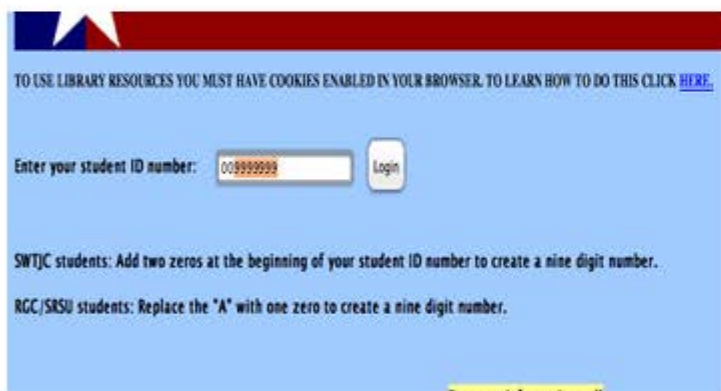 TO USE LIBRARY RESOURCES YOU MUST HAVE COOKIES ENABLED IN YOUR BROWSER. TO LEARN HOW TO DO THIS CLICK HERE.
Enter your student ID number: 009999999 Login
SWTJC students: Add two zeros at the beginning of your student ID number to create a nine digit number.
RGC/SRSU students: Replace the "A" with one zero to create a nine digit number.